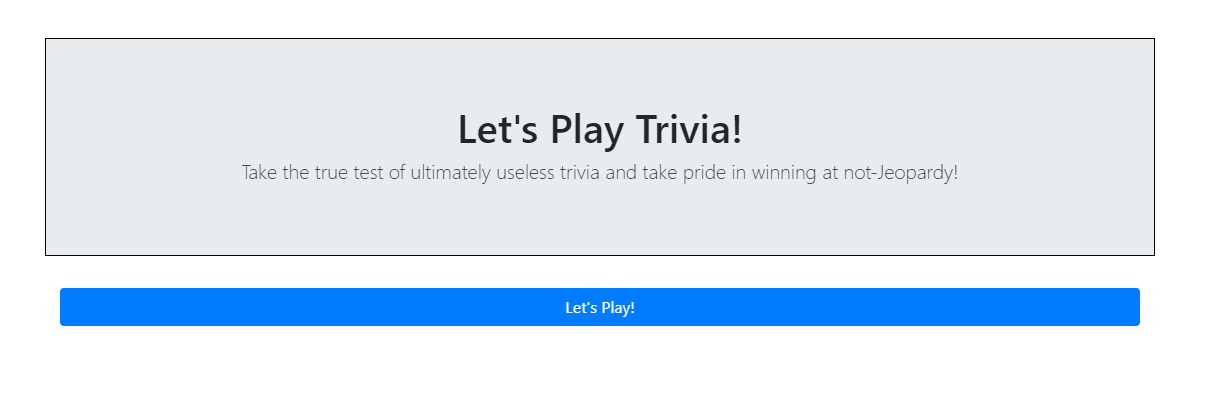 Let's Play Trivia!
Take the true test of ultimately useless trivia and take pride in winning at not-Jeopardy!
Let's Play!